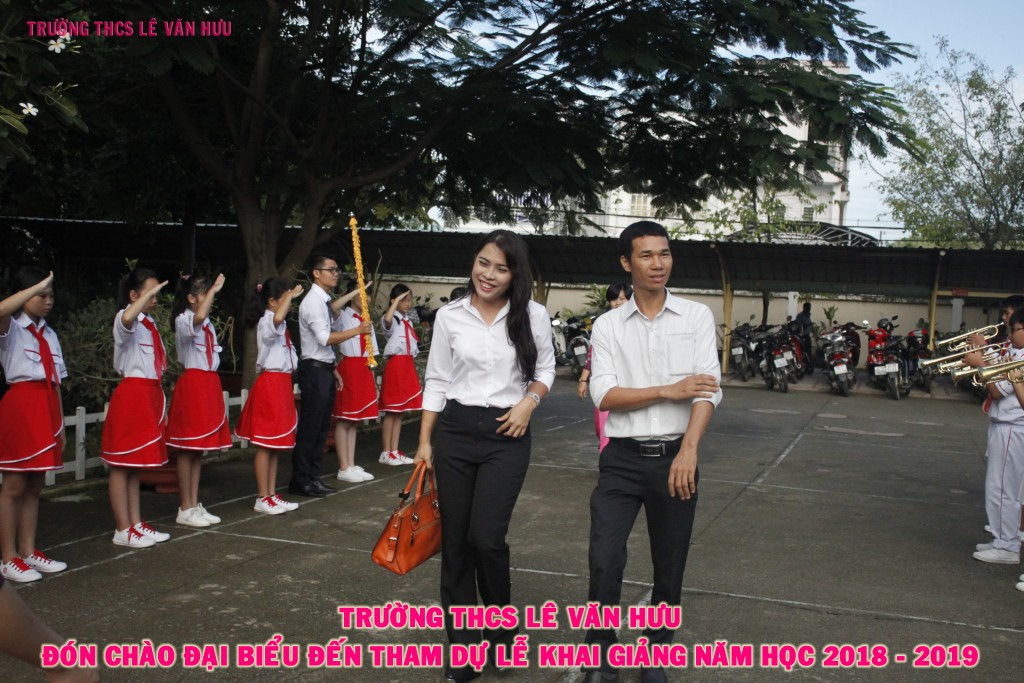 TRƯỜNG THCS LÊ VĂN HƯU
TRƯỜNG THCS LÊ VĂN HƯU
ĐÓN CHÀO ĐẠI BIỂU ĐẾN THAM DỰ LỄ KHAI GIẢNG NĂM HỌC 2018 - 2019